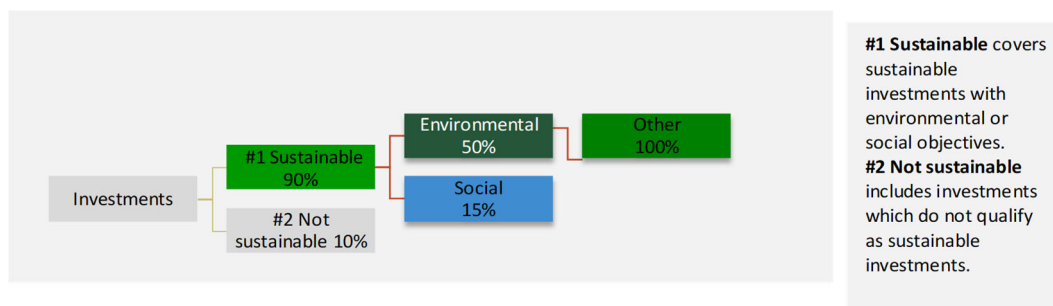 Investments
#1 Sustainable
90%
#2 Not
sustainable 10%
Environmental
50%
Social
15%
Other
100%
#1 Sustainable covers
sustainable
investments with
environmental or
social objectives.
#2 Not sustainable
includes investments
which do not qualify
as sustainable
investments.